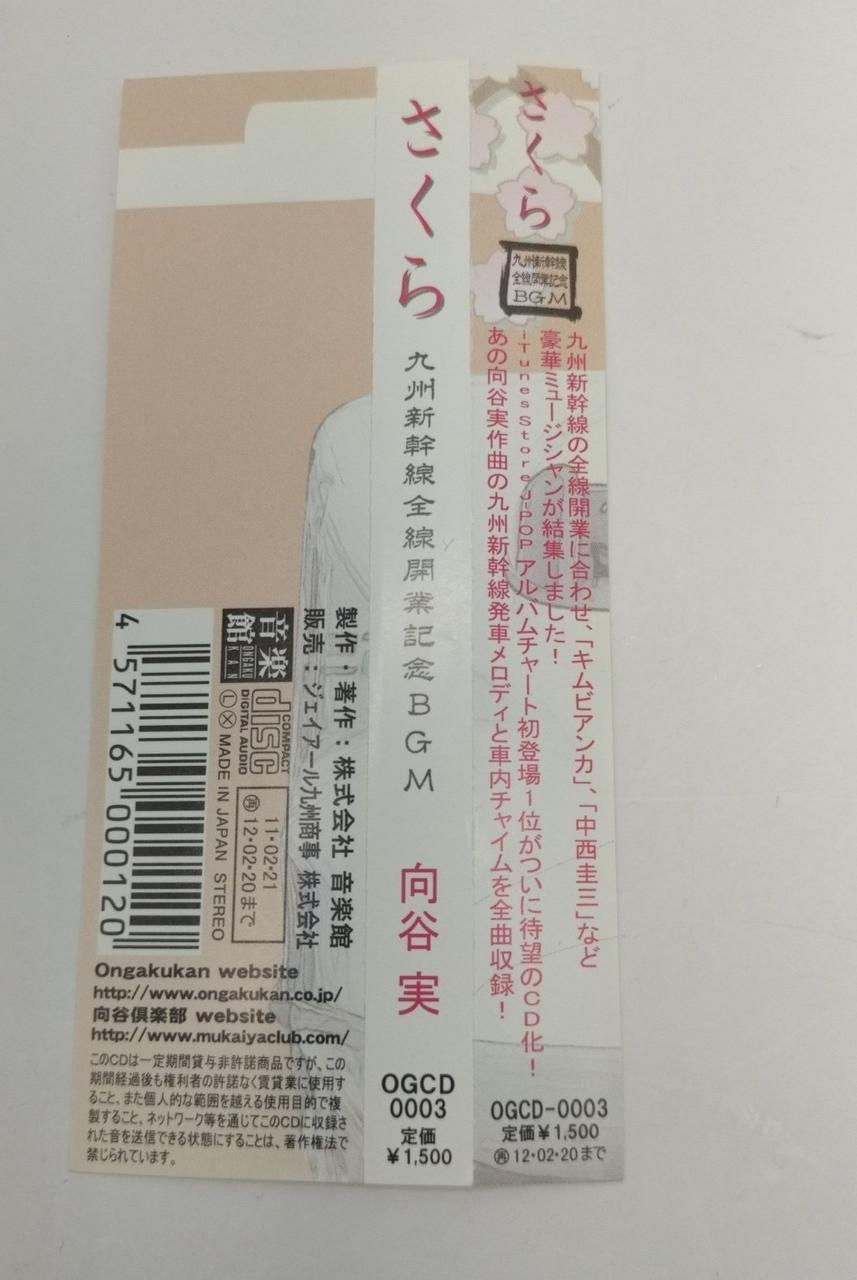 さくら
九州新幹線
全線開業記念
BGM
九州新幹線の全線開業に合わせ、「キムビアンカ」、「中西圭三」など
豪華ミュージシャンが結集しました！
iTunes Store J-POP アルバムチャート初登場1位がついに待望のCD化！
あの向谷実作曲の九州新幹線発車メロディと車内チャイムを全曲収録！
OGCD-0003
定価￥1,500
㊢12・02・20まで
さくら
九州新幹線全線開業記念BGM
向谷 実
OGCD
0003
定価
￥1,500
製作・著作：株式会社 音楽館
販売：ジェイアール九州商事 株式会社
音楽館
ONGAKU
KAN
COMPACT
disc
DIGITAL AUDIO
Ⓛ Ⓧ MADE IN JAPAN STEREO
11・02・21
㊢12・02・20まで
4 571165 000120
Ongakukan website
http://www.ongakukan.co.jp/
向谷倶楽部 website
http://www.mukaiyaclub.com/
このCDは一定期間貸与非許諾商品ですが、この
期間経過後も権利者の許諾なく賃貸業に使用す
ること、また個人的な範囲を越える使用目的で複
製すること、ネットワーク等を通じてこのCDに収録さ
れた音を送信できる状態にすることは、著作権法で
禁じられています。